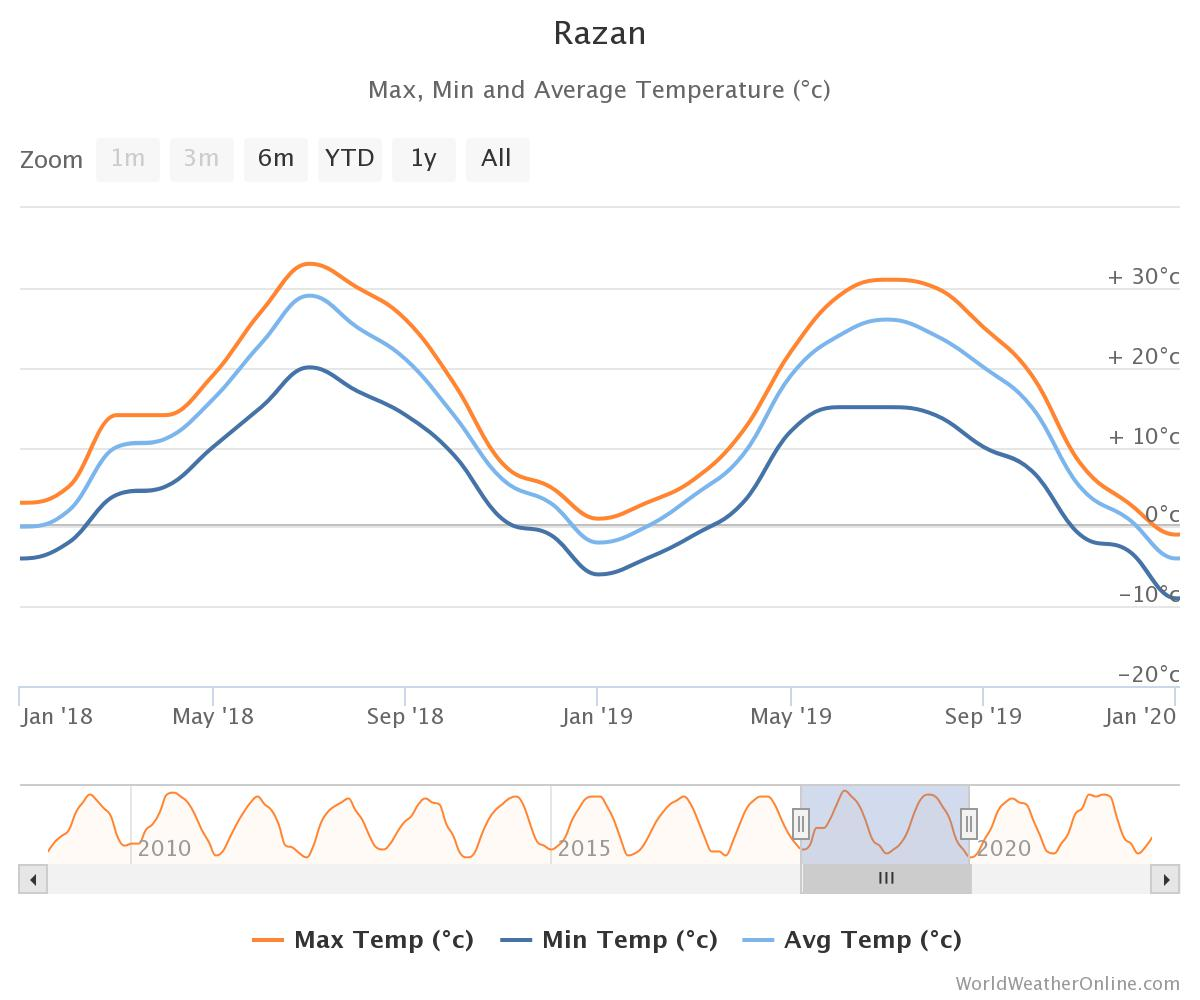 Razan
Max, Min and Average Temperature (°c)
Zoom 1m 3m 6m YTD 1y All
+ 30°c
+ 20°c
+ 10°c
0°c
−10°c
−20°c
Jan '18 May '18 Sep '18 Jan '19 May '19 Sep '19 Jan '20
2010 2015 2020
Max Temp (°c) Min Temp (°c) Avg Temp (°c)
WorldWeatherOnline.com